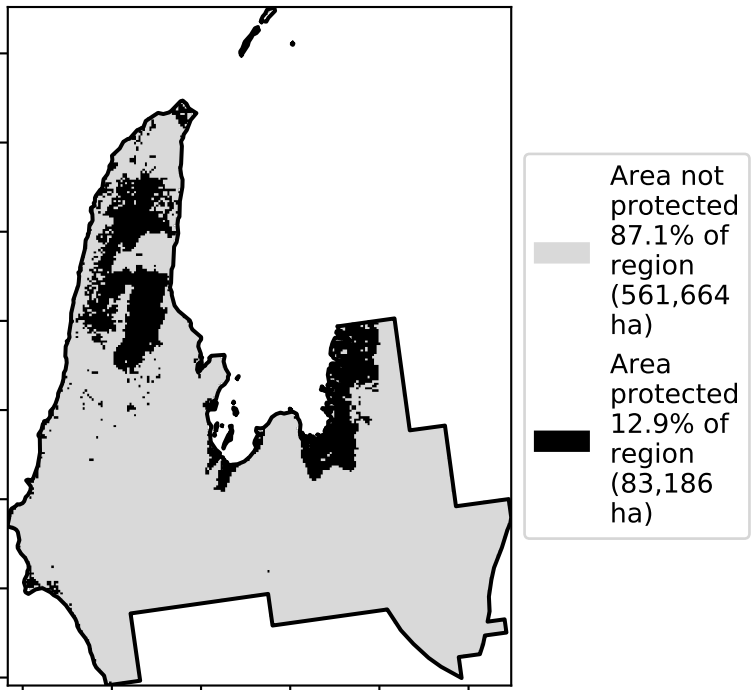 Area not
protected
87.1% of
region
(561,664
ha)
Area
protected
12.9% of
region
(83,186
ha)